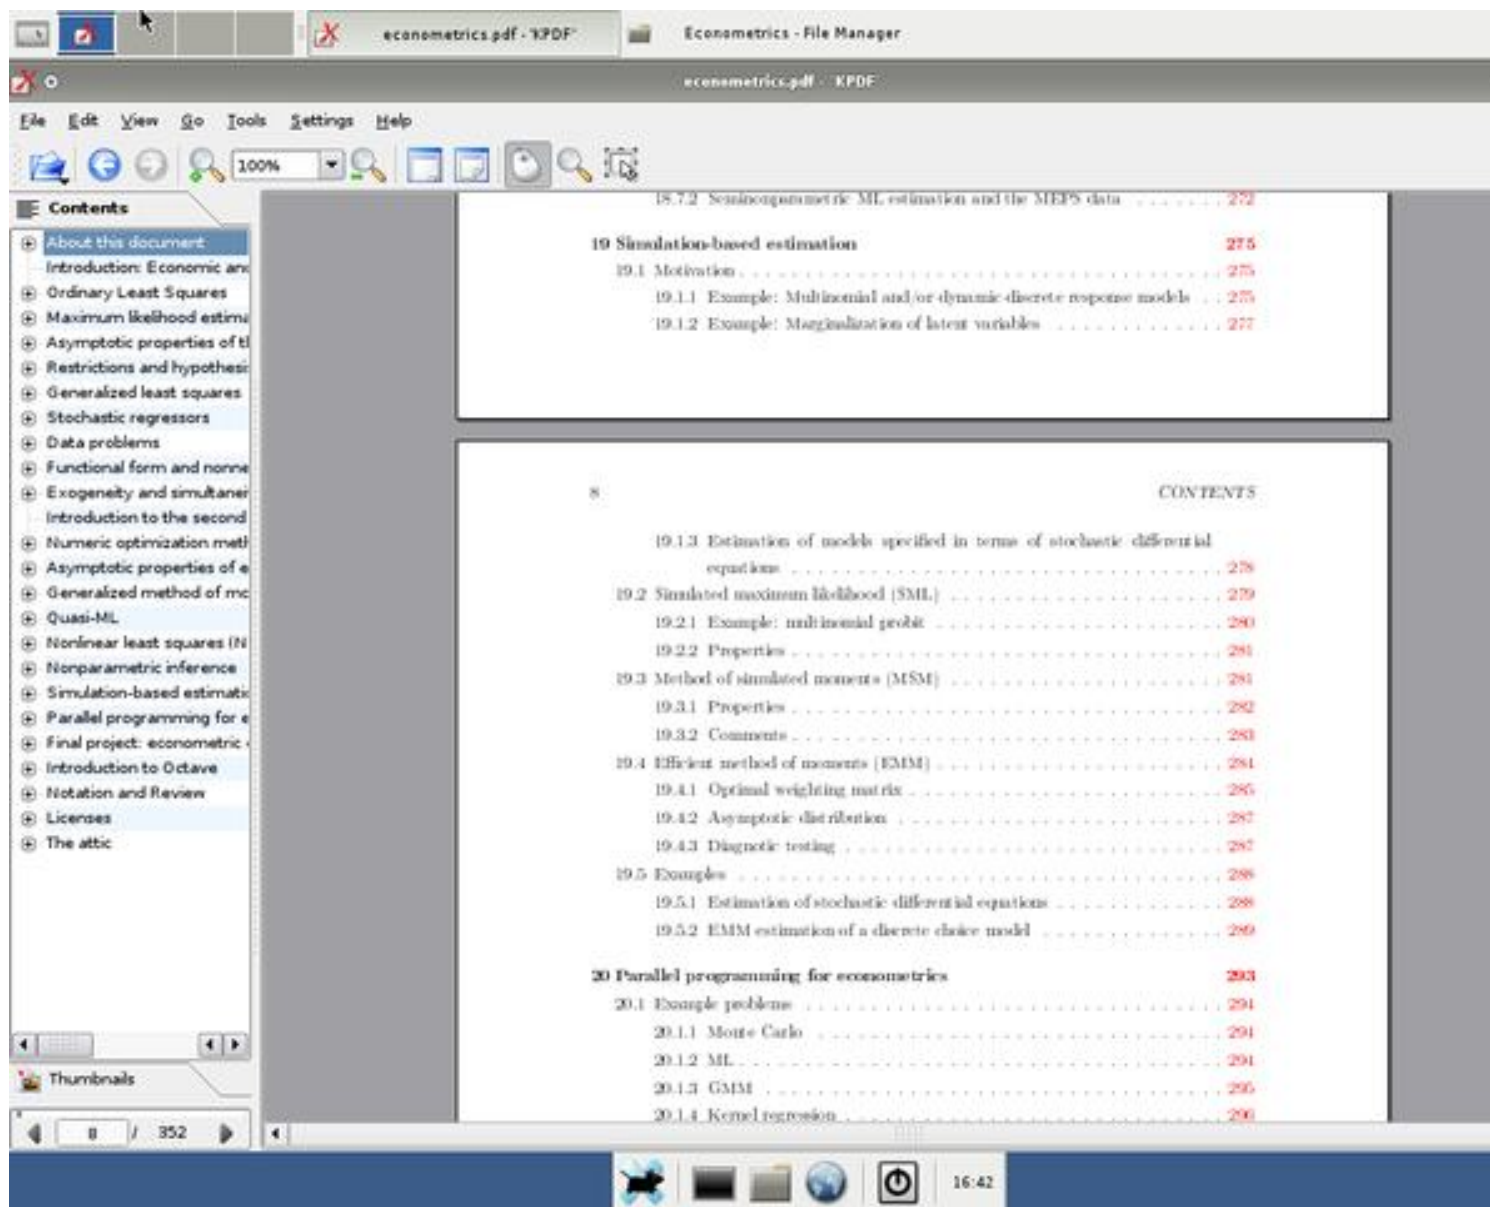 econometrics.pdf - KPDF
Econometrics - File Manager
econometrics.pdf - KPDF
File Edit View Go Tools Settings Help
100%
Contents
About this document
Introduction: Economic and
Ordinary Least Squares
Maximum likelihood estima
Asymptotic properties of th
Restrictions and hypothesis
Generalized least squares
Stochastic regressors
Data problems
Functional form and nonne
Exogeneity and simultanei
Introduction to the second
Numeric optimization meth
Asymptotic properties of e
Generalized method of mo
Quasi-ML
Nonlinear least squares (N
Nonparametric inference
Simulation-based estimatio
Parallel programming for e
Final project: econometric
Introduction to Octave
Notation and Review
Licenses
The attic
Thumbnails
8 / 352
18.7.2 Seminonparametric ML estimation and the MEPS data . . . . . . . 272
19 Simulation-based estimation 275
19.1 Motivation . . . . . . . . . . . . . . . . . . . . . . . . . . . . . . . . . . . . 275
19.1.1 Example: Multinomial and/or dynamic discrete response models . . 275
19.1.2 Example: Marginalization of latent variables . . . . . . . . . . . . . 277
8 CONTENTS
19.1.3 Estimation of models specified in terms of stochastic differential
equations . . . . . . . . . . . . . . . . . . . . . . . . . . . . . . . . . 278
19.2 Simulated maximum likelihood (SML) . . . . . . . . . . . . . . . . . . . . . 279
19.2.1 Example: multinomial probit . . . . . . . . . . . . . . . . . . . . . . 280
19.2.2 Properties . . . . . . . . . . . . . . . . . . . . . . . . . . . . . . . . . 281
19.3 Method of simulated moments (MSM) . . . . . . . . . . . . . . . . . . . . . 281
19.3.1 Properties . . . . . . . . . . . . . . . . . . . . . . . . . . . . . . . . . 282
19.3.2 Comments . . . . . . . . . . . . . . . . . . . . . . . . . . . . . . . . . 283
19.4 Efficient method of moments (EMM) . . . . . . . . . . . . . . . . . . . . . . 284
19.4.1 Optimal weighting matrix . . . . . . . . . . . . . . . . . . . . . . . . 285
19.4.2 Asymptotic distribution . . . . . . . . . . . . . . . . . . . . . . . . . 287
19.4.3 Diagnotic testing . . . . . . . . . . . . . . . . . . . . . . . . . . . . . 287
19.5 Examples . . . . . . . . . . . . . . . . . . . . . . . . . . . . . . . . . . . . . 288
19.5.1 Estimation of stochastic differential equations . . . . . . . . . . . . . 288
19.5.2 EMM estimation of a discrete choice model . . . . . . . . . . . . . . 289
20 Parallel programming for econometrics 293
20.1 Example problems . . . . . . . . . . . . . . . . . . . . . . . . . . . . . . . . 294
20.1.1 Monte Carlo . . . . . . . . . . . . . . . . . . . . . . . . . . . . . . . 294
20.1.2 ML . . . . . . . . . . . . . . . . . . . . . . . . . . . . . . . . . . . . . 294
20.1.3 GMM . . . . . . . . . . . . . . . . . . . . . . . . . . . . . . . . . . . 295
20.1.4 Kernel regression . . . . . . . . . . . . . . . . . . . . . . . . . . . . . 296
16:42